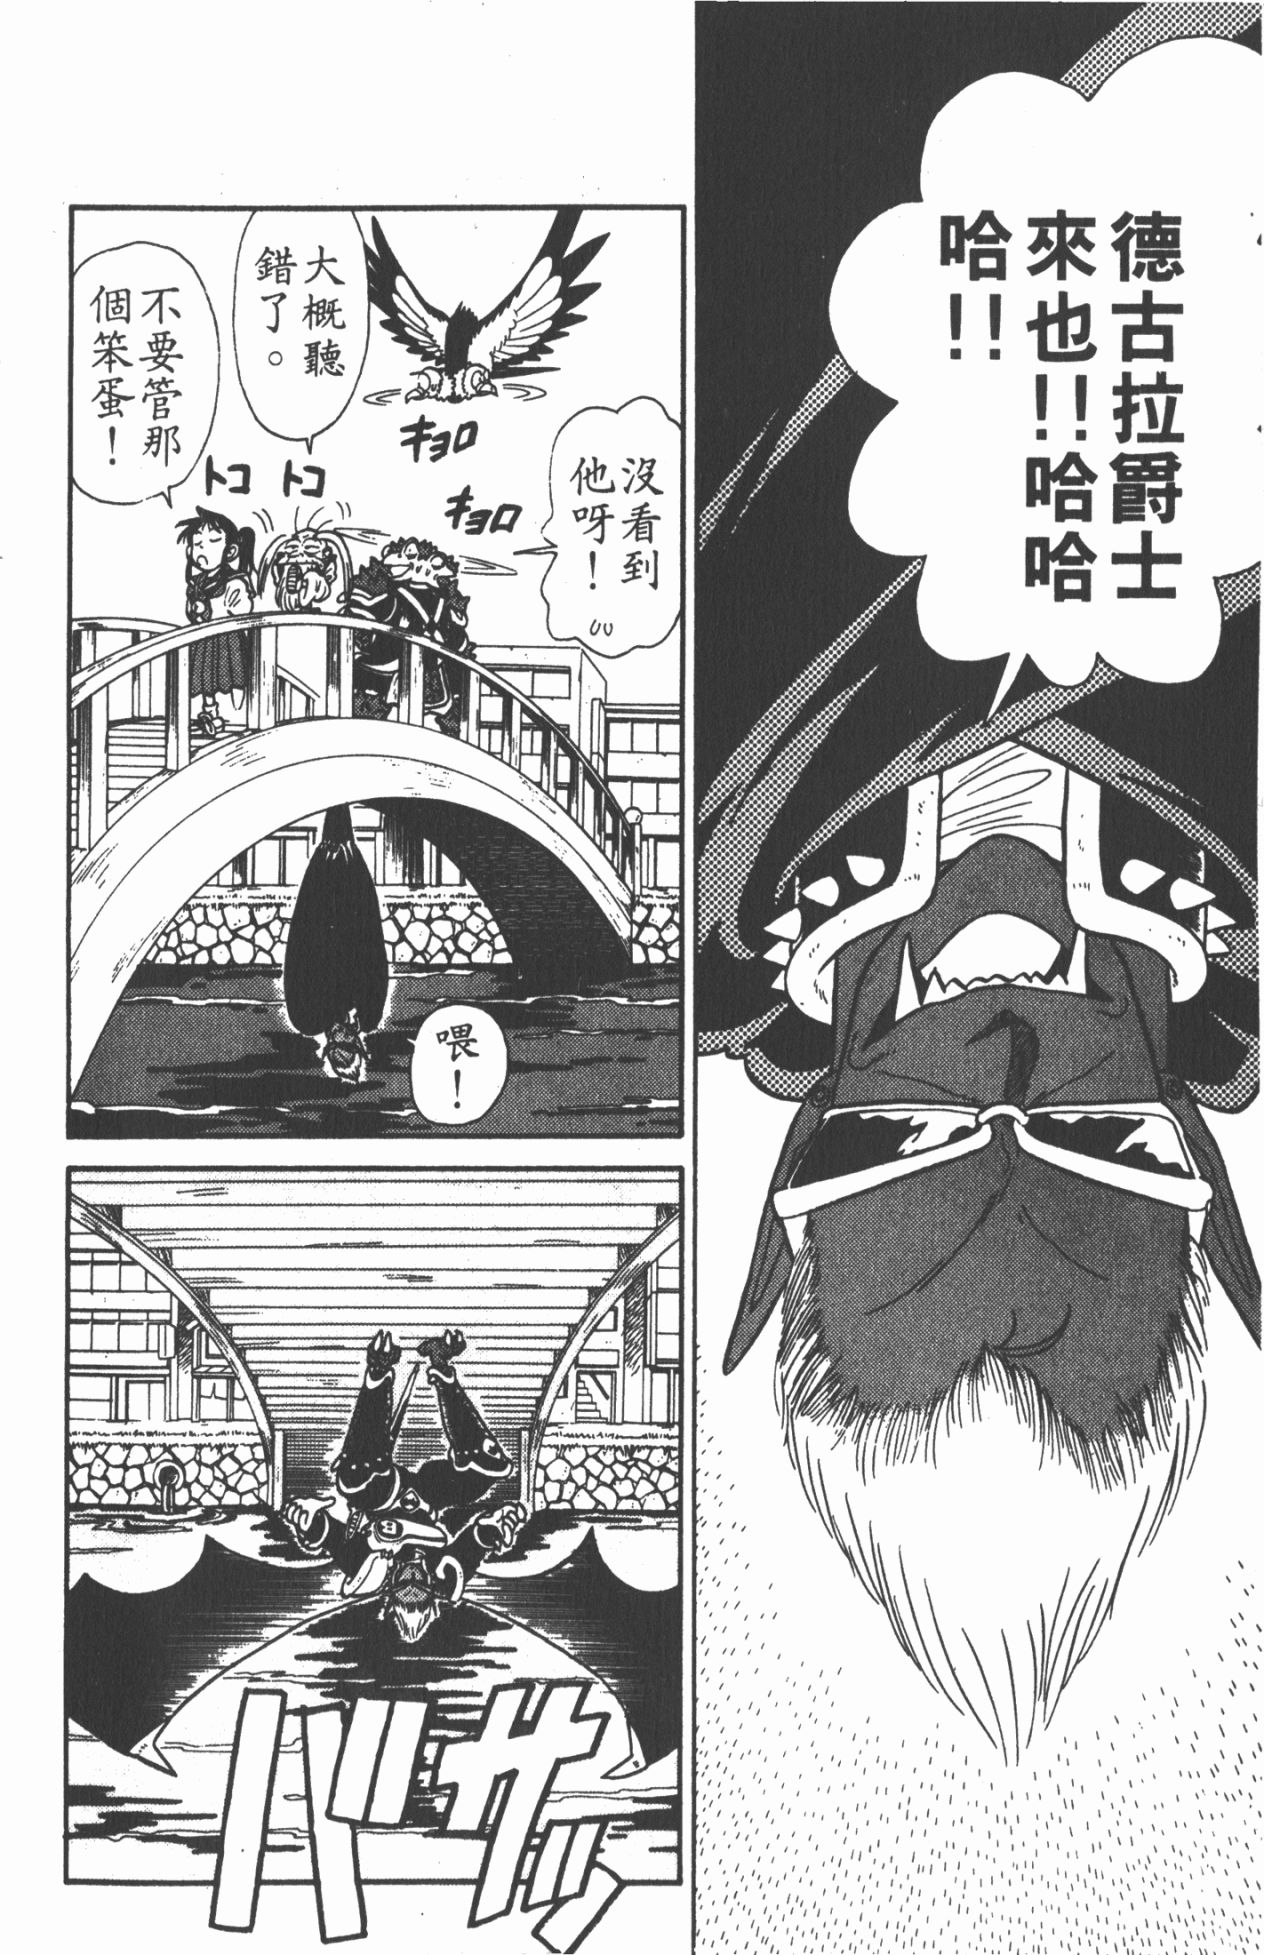 德古拉爵士
來也!!哈哈
哈!!
キョロ
キョロ
沒看到
他呀!
大概聽
錯了。
不要管那
個笨蛋!
トコ
トコ
喂!
バサッ